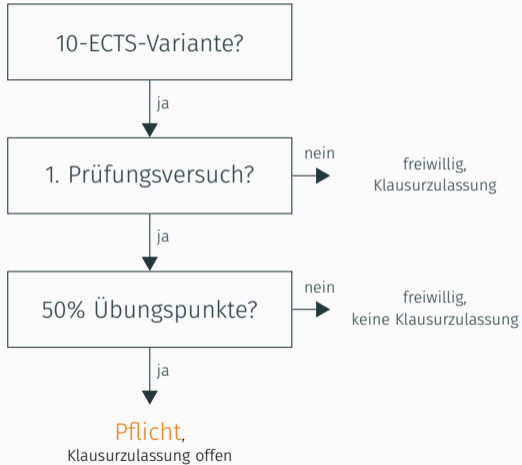 10-ECTS-Variante?
ja
1. Prüfungsversuch?
nein
freiwillig,
Klausurzulassung
ja
50% Übungspunkte?
nein
freiwillig,
keine Klausurzulassung
ja
Pflicht,
Klausurzulassung offen